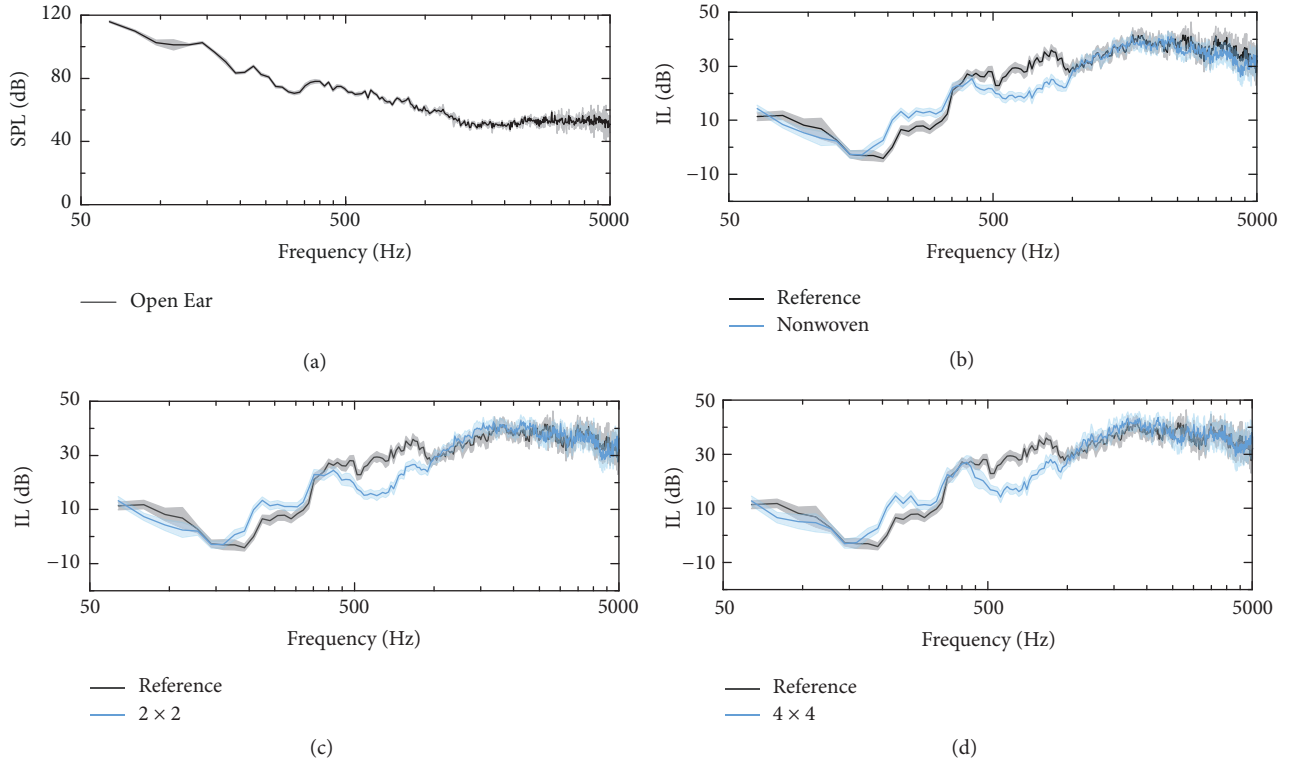 120
80
40
0
SPL (dB)
50
500
5000
Frequency (Hz)
Open Ear
(a)
50
30
10
−10
IL (dB)
50
500
5000
Frequency (Hz)
Reference
Nonwoven
(b)
50
30
10
−10
IL (dB)
50
500
5000
Frequency (Hz)
Reference
2 × 2
(c)
50
30
10
−10
IL (dB)
50
500
5000
Frequency (Hz)
Reference
4 × 4
(d)